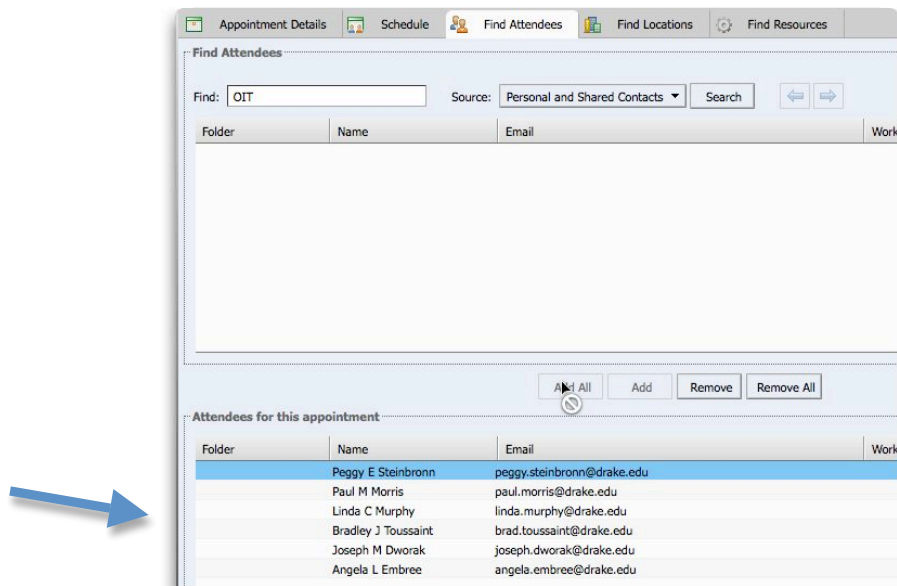 Appointment Details Schedule Find Attendees Find Locations Find Resources
Find Attendees
Find: OIT Source: Personal and Shared Contacts Search
Folder Name Email Work
Add All Add Remove Remove All
Attendees for this appointment
Folder Name Email Work
Peggy E Steinbronn peggy.steinbronn@drake.edu
Paul M Morris paul.morris@drake.edu
Linda C Murphy linda.murphy@drake.edu
Bradley J Toussaint brad.toussaint@drake.edu
Joseph M Dworak joseph.dworak@drake.edu
Angela L Embree angela.embree@drake.edu